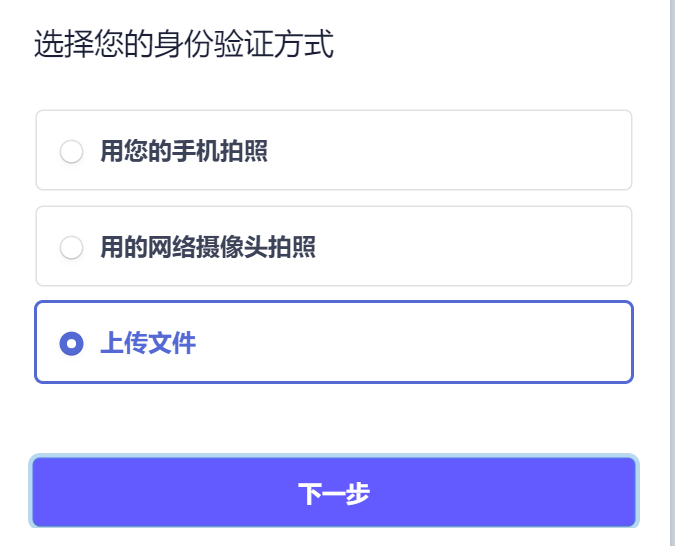 选择您的身份验证方式
用您的手机拍照
用的网络摄像头拍照
上传文件
下一步